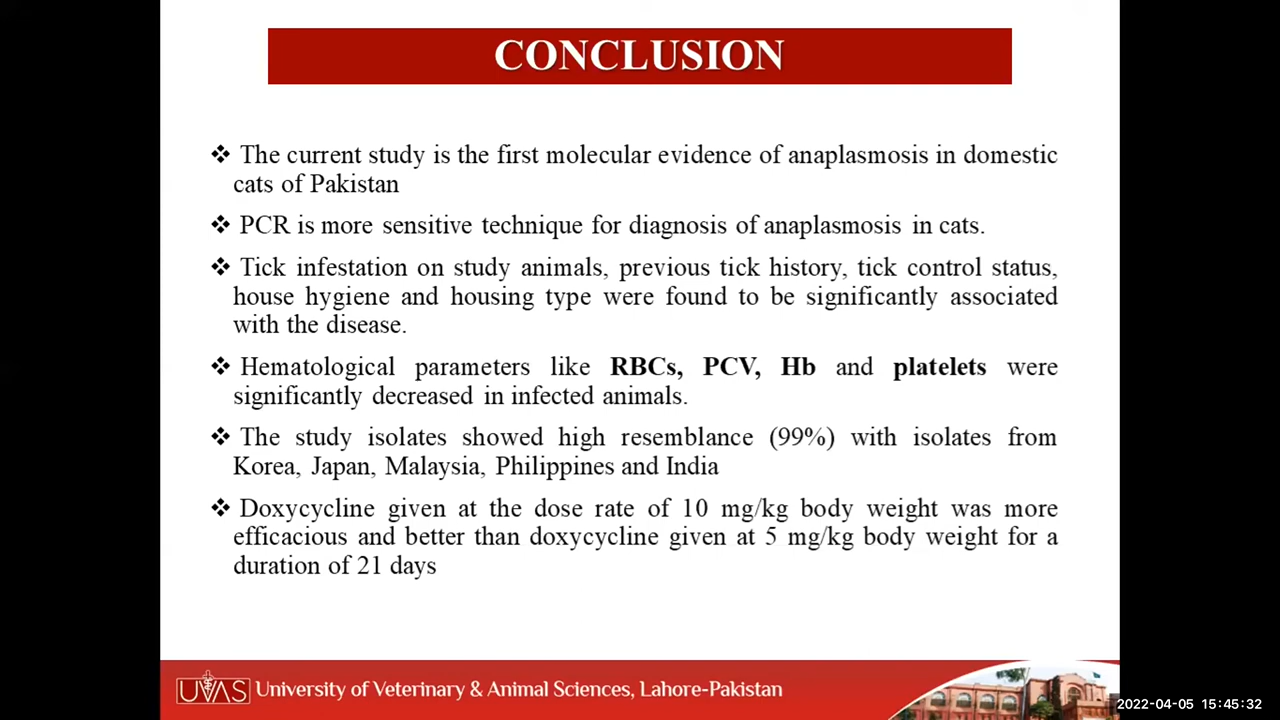 CONCLUSION
❖ The current study is the first molecular evidence of anaplasmosis in domestic
cats of Pakistan
❖ PCR is more sensitive technique for diagnosis of anaplasmosis in cats.
❖ Tick infestation on study animals, previous tick history, tick control status,
house hygiene and housing type were found to be significantly associated
with the disease.
❖ Hematological parameters like RBCs, PCV, Hb and platelets were
significantly decreased in infected animals.
❖ The study isolates showed high resemblance (99%) with isolates from
Korea, Japan, Malaysia, Philippines and India
❖ Doxycycline given at the dose rate of 10 mg/kg body weight was more
efficacious and better than doxycycline given at 5 mg/kg body weight for a
duration of 21 days
UVAS University of Veterinary & Animal Sciences, Lahore-Pakistan
2022-04-05 15:45:32